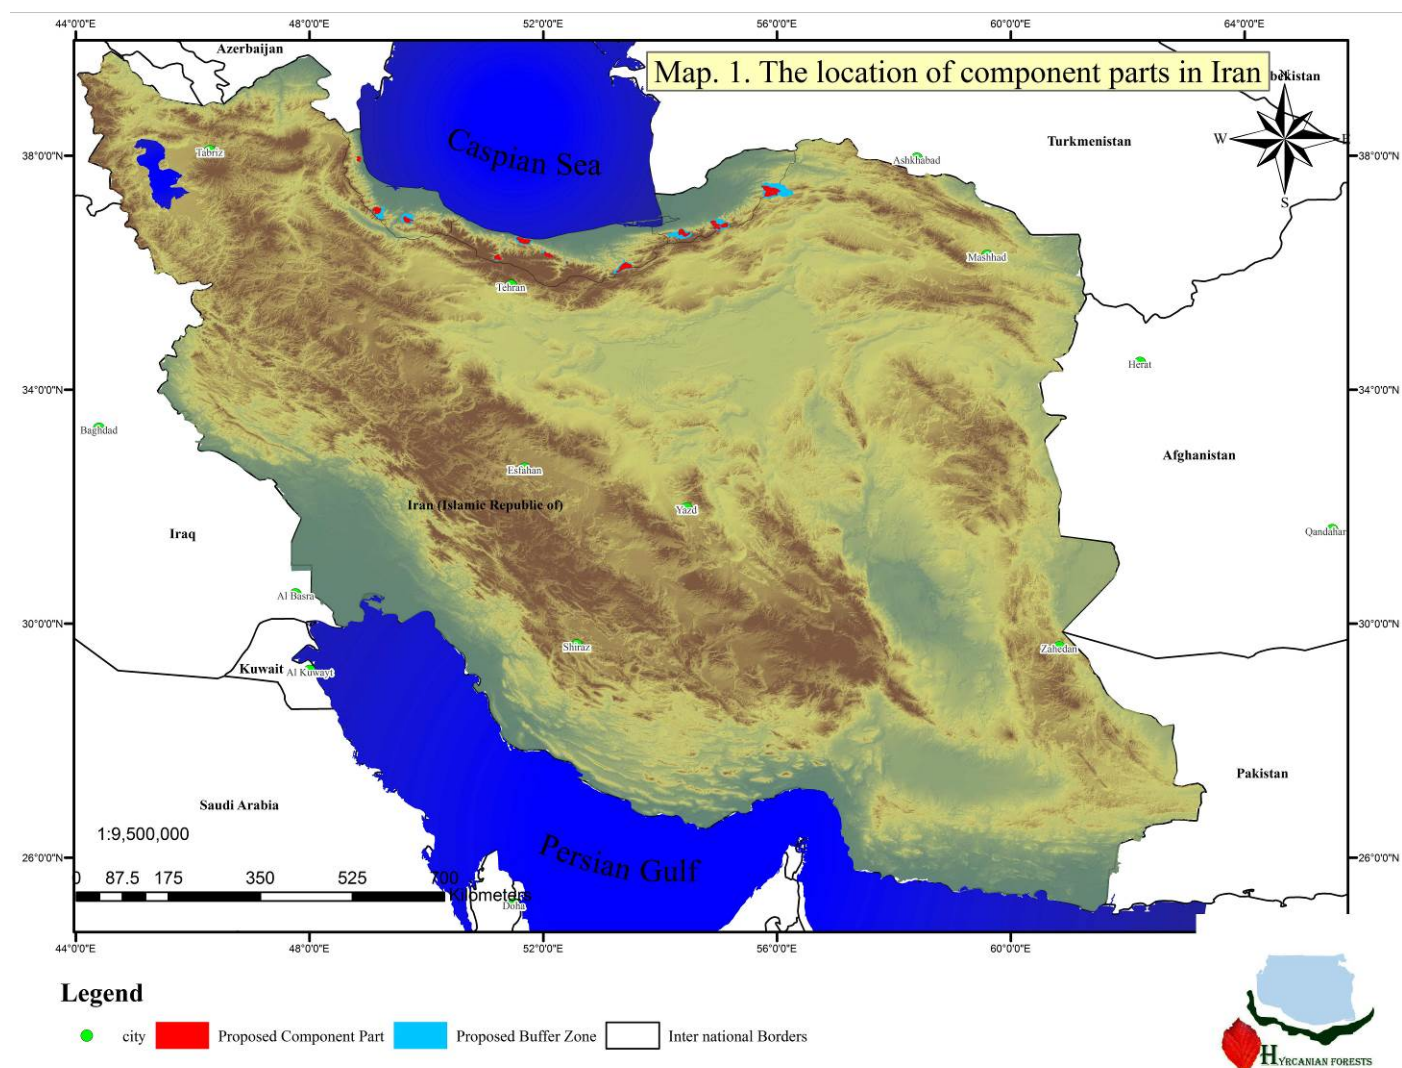 44°0'0"E 48°0'0"E 52°0'0"E 56°0'0"E 60°0'0"E 64°0'0"E
Azerbaijan
Map. 1. The location of component parts in Iran
bekistan
N
W
E
S
Caspian Sea
Turkmenistan
38°0'0"N
38°0'0"N
Tabriz
Ashkhabad
Mashhad
Tehran
Herat
34°0'0"N
34°0'0"N
Baghdad
Afghanistan
Esfahan
Iran (Islamic Republic of)
Yazd
Iraq
Qandahar
Al Basra
30°0'0"N
30°0'0"N
Shiraz
Zahedan
Kuwait
Al Kuwayt
Pakistan
Saudi Arabia
1:9,500,000
Persian Gulf
26°0'0"N
26°0'0"N
0 87.5 175 350 525 700
Kilometers
Doha
44°0'0"E 48°0'0"E 52°0'0"E 56°0'0"E 60°0'0"E
Legend
city Proposed Component Part Proposed Buffer Zone Inter national Borders
HYRCANIAN FORESTS